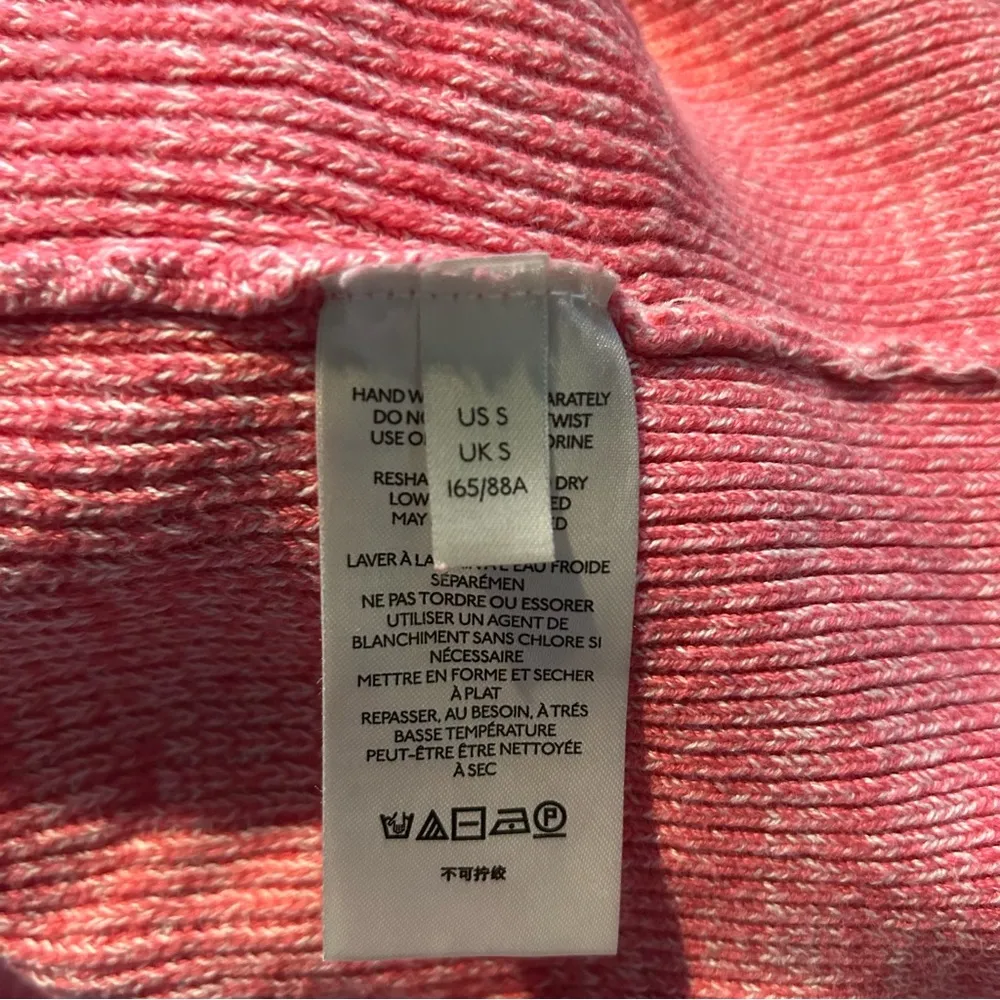 US S
UK S
165/88A
HAND W ARATELY
DO NO TWIST
USE O ORINE
RESHA DRY
LOW ED
MAY ED
LAVER À LA EAU FROIDE
SÉPARÉMEN
NE PAS TORDRE OU ESSORER
UTILISER UN AGENT DE
BLANCHIMENT SANS CHLORE SI
NÉCESSAIRE
METTRE EN FORME ET SECHER
À PLAT
REPASSER, AU BESOIN, À TRÉS
BASSE TEMPÉRATURE
PEUT-ÊTRE ÊTRE NETTOYÉE
À SEC
P
不可拧绞